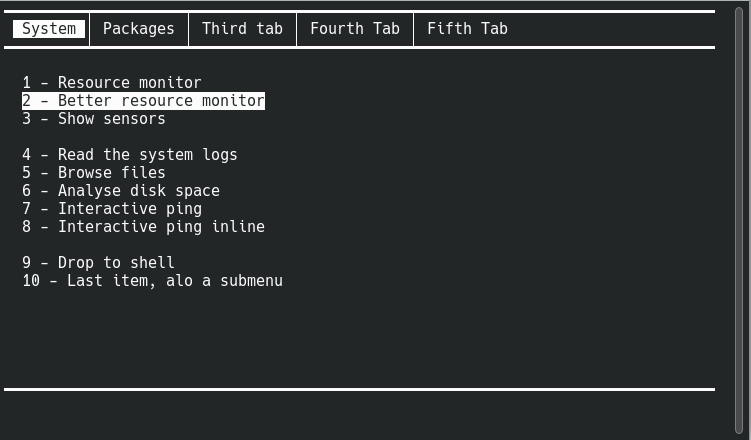 System Packages Third tab Fourth Tab Fifth Tab
1 – Resource monitor
2 – Better resource monitor
3 – Show sensors
4 – Read the system logs
5 – Browse files
6 – Analyse disk space
7 – Interactive ping
8 – Interactive ping inline
9 – Drop to shell
10 – Last item, alo a submenu